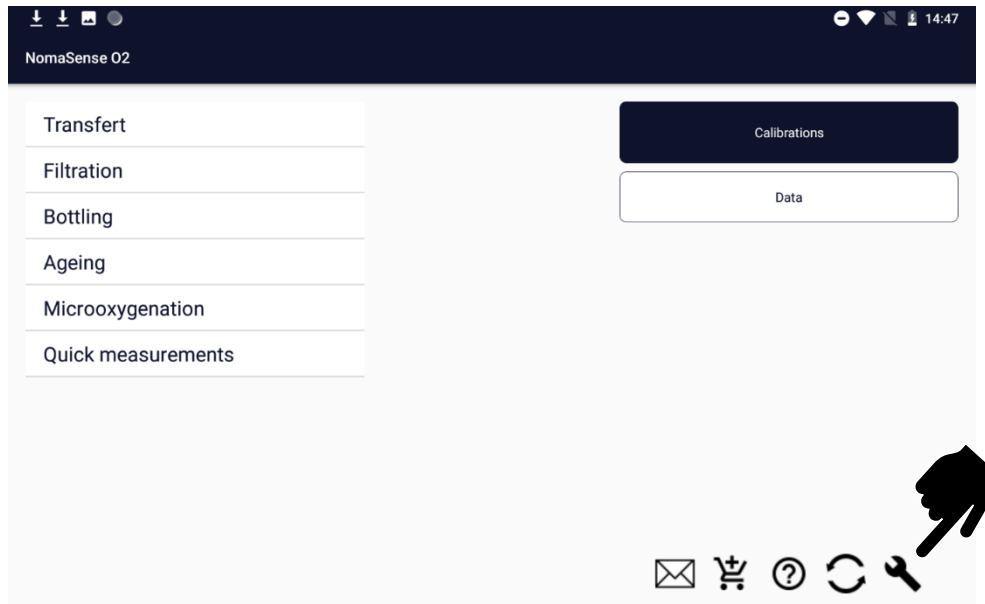 14:47
NomaSense O2
Transfert
Filtration
Bottling
Ageing
Microoxygenation
Quick measurements
Calibrations
Data